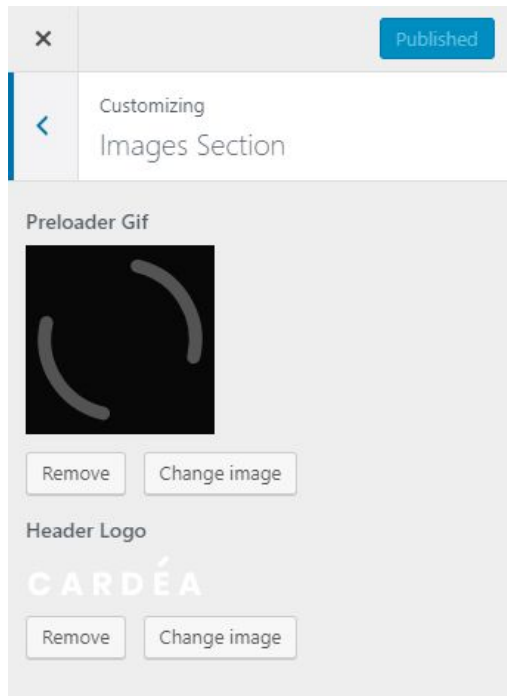 Published
Customizing
Images Section
Preloader Gif
Remove Change image
Header Logo
CARDÉA
Remove Change image